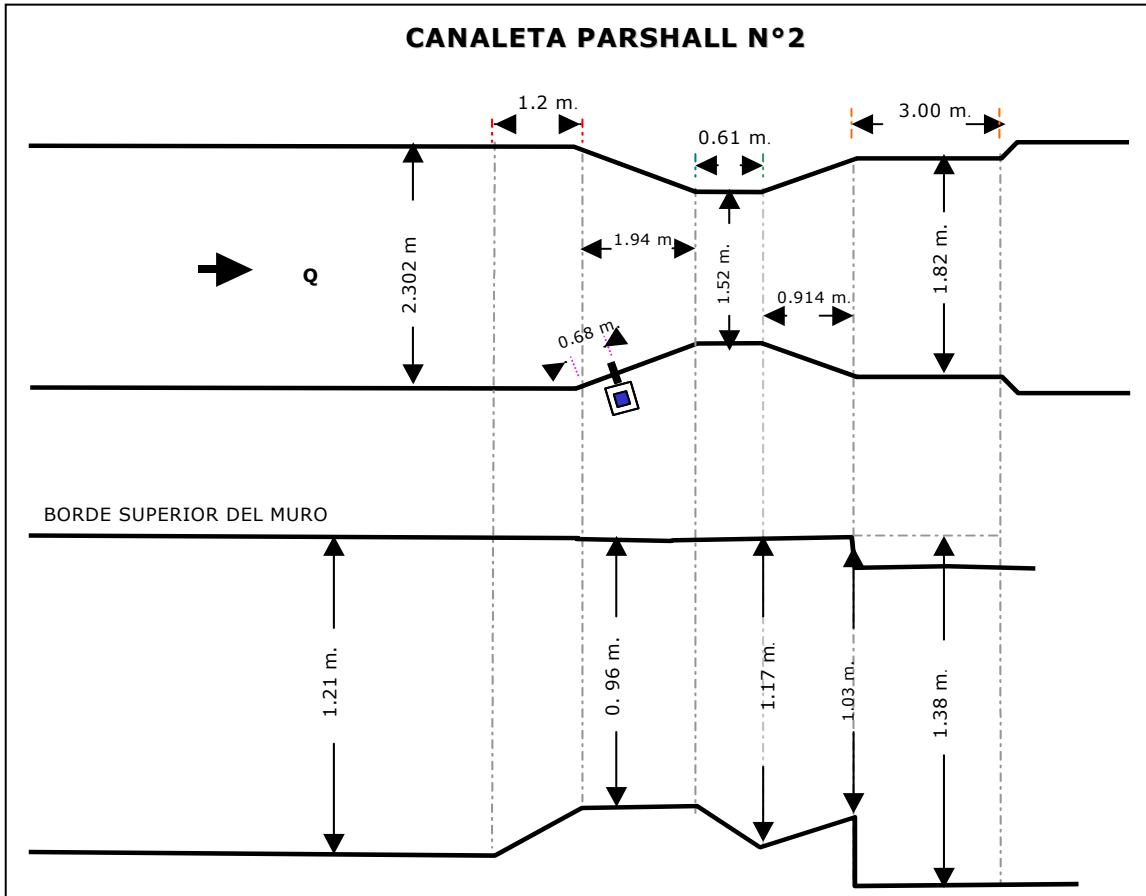 CANALETA PARSHALL N°2
1.2 m.
3.00 m.
0.61 m.
1.94 m.
2.302 m
Q
1.52 m.
1.82 m.
0.914 m.
0.68 m.
BORDE SUPERIOR DEL MURO
1.21 m.
0. 96 m.
1.17 m.
1.03 m.
1.38 m.